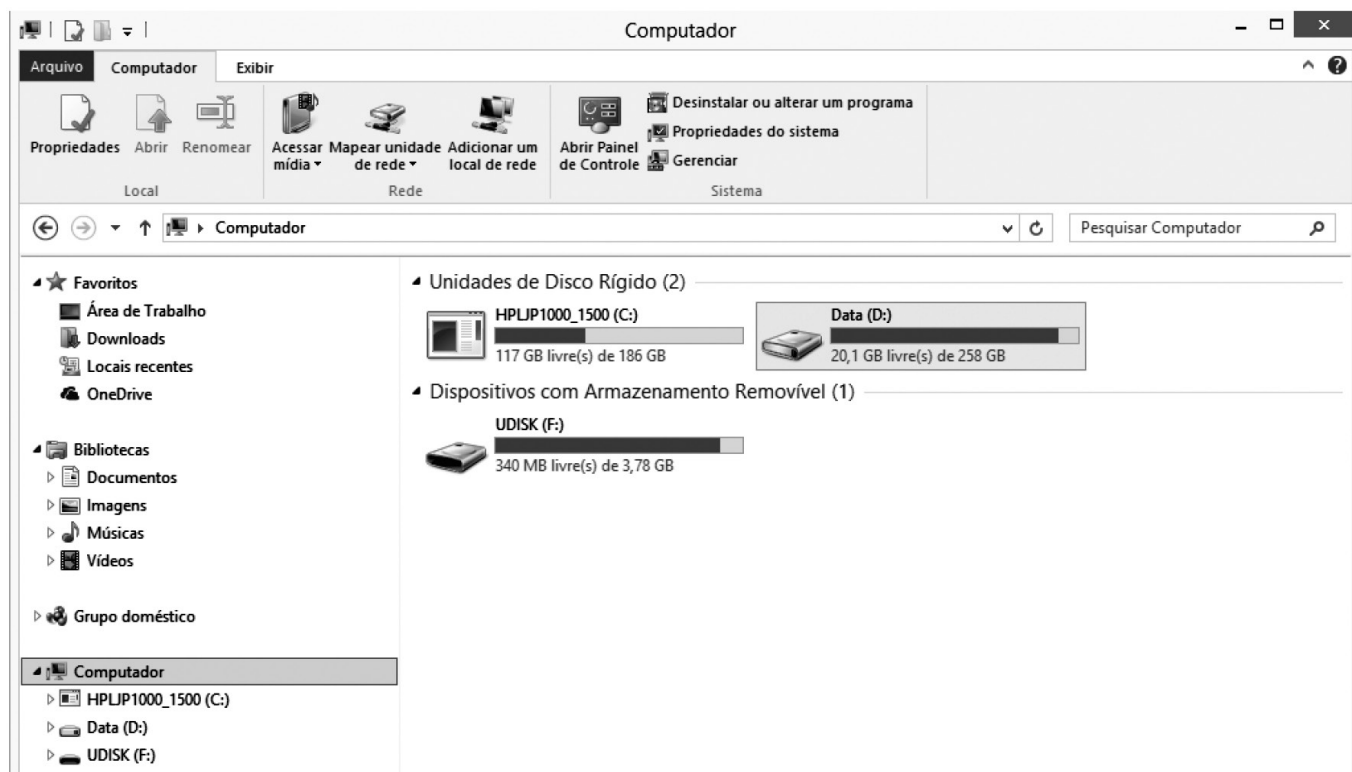 Computador
Arquivo Computador Exibir
Propriedades Abrir Renomear
Acessar mídia
Mapear unidade de rede
Adicionar um local de rede
Abrir Painel de Controle
Desinstalar ou alterar um programa
Propriedades do sistema
Gerenciar
Local Rede Sistema
Computador
Pesquisar Computador
Favoritos
Área de Trabalho
Downloads
Locais recentes
OneDrive
Bibliotecas
Documentos
Imagens
Músicas
Vídeos
Grupo doméstico
Computador
HPLJP1000_1500 (C:)
Data (D:)
UDISK (F:)
Unidades de Disco Rígido (2)
HPLJP1000_1500 (C:)
117 GB livre(s) de 186 GB
Data (D:)
20,1 GB livre(s) de 258 GB
Dispositivos com Armazenamento Removível (1)
UDISK (F:)
340 MB livre(s) de 3,78 GB